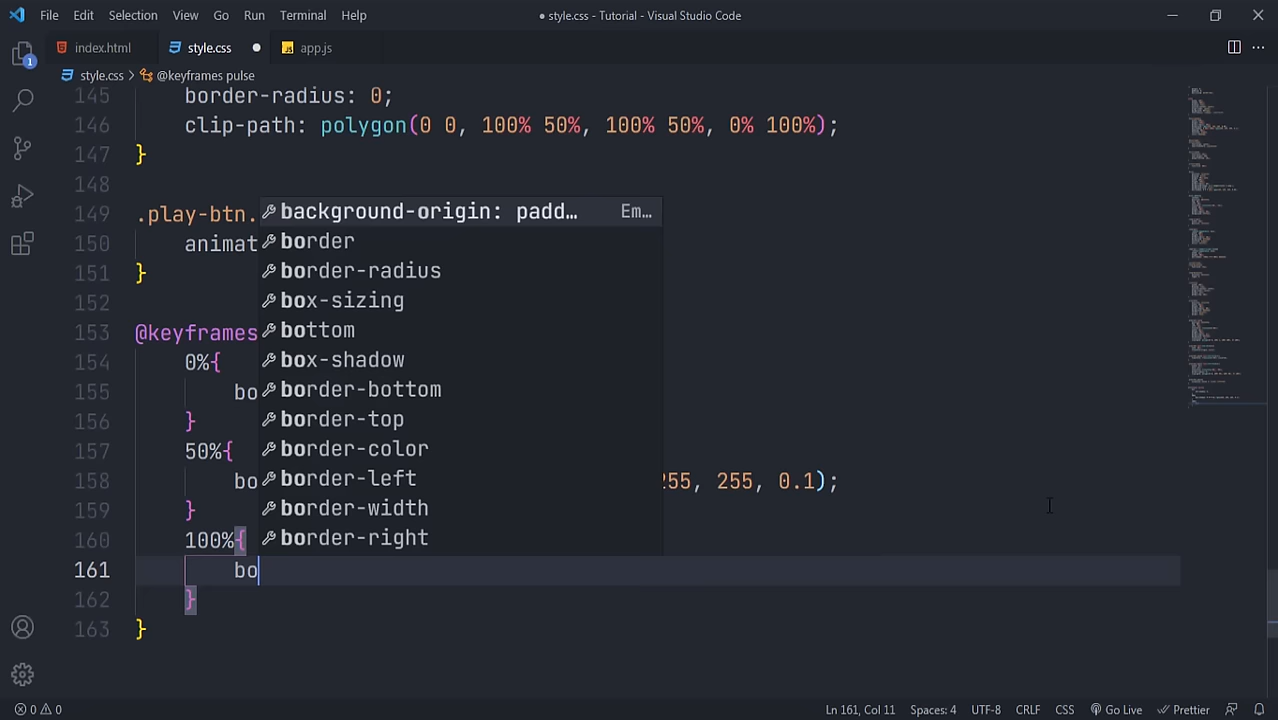 File Edit Selection View Go Run Terminal Help
● style.css - Tutorial - Visual Studio Code
index.html style.css ● JS app.js
style.css > @keyframes pulse
1
145 border-radius: 0;
146 clip-path: polygon(0 0, 100% 50%, 100% 50%, 0% 100%);
147 }
148
149 .play-btn.
150 animat
151 }
152
153 @keyframes
154 0%{
155 bo
156 }
157 50%{
158 bo 255, 255, 0.1);
159 }
160 100%{
161 bo
162 }
163 }
background-origin: padd… Em…
border
border-radius
box-sizing
bottom
box-shadow
border-bottom
border-top
border-color
border-left
border-width
border-right
0 0 Ln 161, Col 11 Spaces: 4 UTF-8 CRLF CSS Go Live Prettier